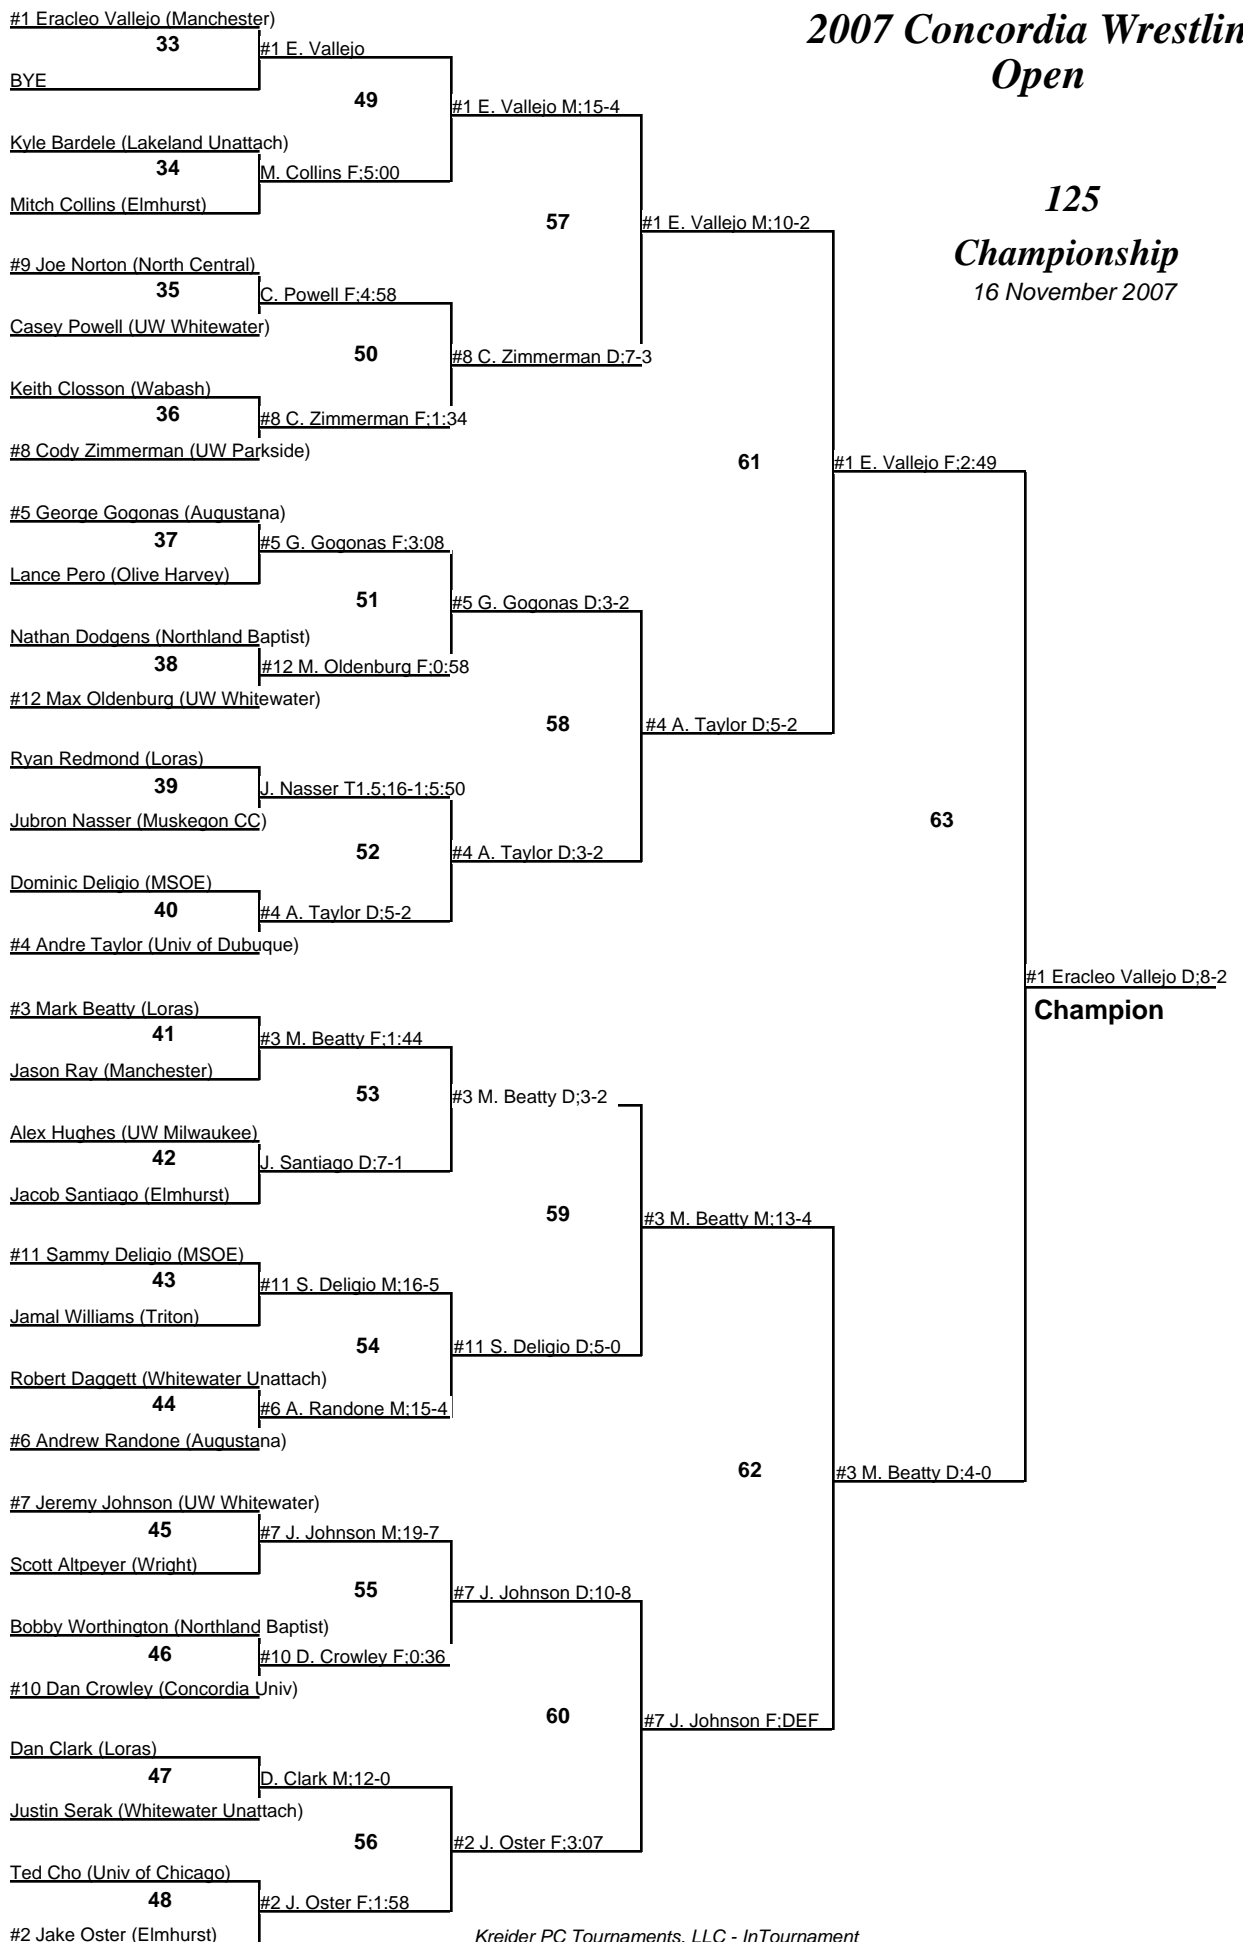 #1 Eracleo Vallejo (Manchester)
33
#1 E. Vallejo
BYE
49
#1 E. Vallejo M;15-4
Kyle Bardele (Lakeland Unattach)
34
M. Collins F;5:00
Mitch Collins (Elmhurst)
57
#1 E. Vallejo M;10-2
#9 Joe Norton (North Central)
35
C. Powell F;4:58
Casey Powell (UW Whitewater)
50
#8 C. Zimmerman D;7-3
Keith Closson (Wabash)
36
#8 C. Zimmerman F;1:34
#8 Cody Zimmerman (UW Parkside)
61
#1 E. Vallejo F;2:49
#5 George Gogonas (Augustana)
37
#5 G. Gogonas F;3:08
Lance Pero (Olive Harvey)
51
#5 G. Gogonas D;3-2
Nathan Dodgens (Northland Baptist)
38
#12 M. Oldenburg F;0:58
#12 Max Oldenburg (UW Whitewater)
58
#4 A. Taylor D;5-2
Ryan Redmond (Loras)
39
J. Nasser T1.5;16-1;5:50
Jubron Nasser (Muskegon CC)
52
#4 A. Taylor D;3-2
Dominic Deligio (MSOE)
40
#4 A. Taylor D;5-2
#4 Andre Taylor (Univ of Dubuque)
63
#1 Eracleo Vallejo D;8-2
Champion
#3 Mark Beatty (Loras)
41
#3 M. Beatty F;1:44
Jason Ray (Manchester)
53
#3 M. Beatty D;3-2
Alex Hughes (UW Milwaukee)
42
J. Santiago D;7-1
Jacob Santiago (Elmhurst)
59
#3 M. Beatty M;13-4
#11 Sammy Deligio (MSOE)
43
#11 S. Deligio M;16-5
Jamal Williams (Triton)
54
#11 S. Deligio D;5-0
Robert Daggett (Whitewater Unattach)
44
#6 A. Randone M;15-4
#6 Andrew Randone (Augustana)
62
#3 M. Beatty D;4-0
#7 Jeremy Johnson (UW Whitewater)
45
#7 J. Johnson M;19-7
Scott Altpeyer (Wright)
55
#7 J. Johnson D;10-8
Bobby Worthington (Northland Baptist)
46
#10 D. Crowley F;0:36
#10 Dan Crowley (Concordia Univ)
60
#7 J. Johnson F;DEF
Dan Clark (Loras)
47
D. Clark M;12-0
Justin Serak (Whitewater Unattach)
56
#2 J. Oster F;3:07
Ted Cho (Univ of Chicago)
48
#2 J. Oster F;1:58
#2 Jake Oster (Elmhurst)
2007 Concordia Wrestlin
Open
125
Championship
16 November 2007
Kreider PC Tournaments, LLC - InTournament